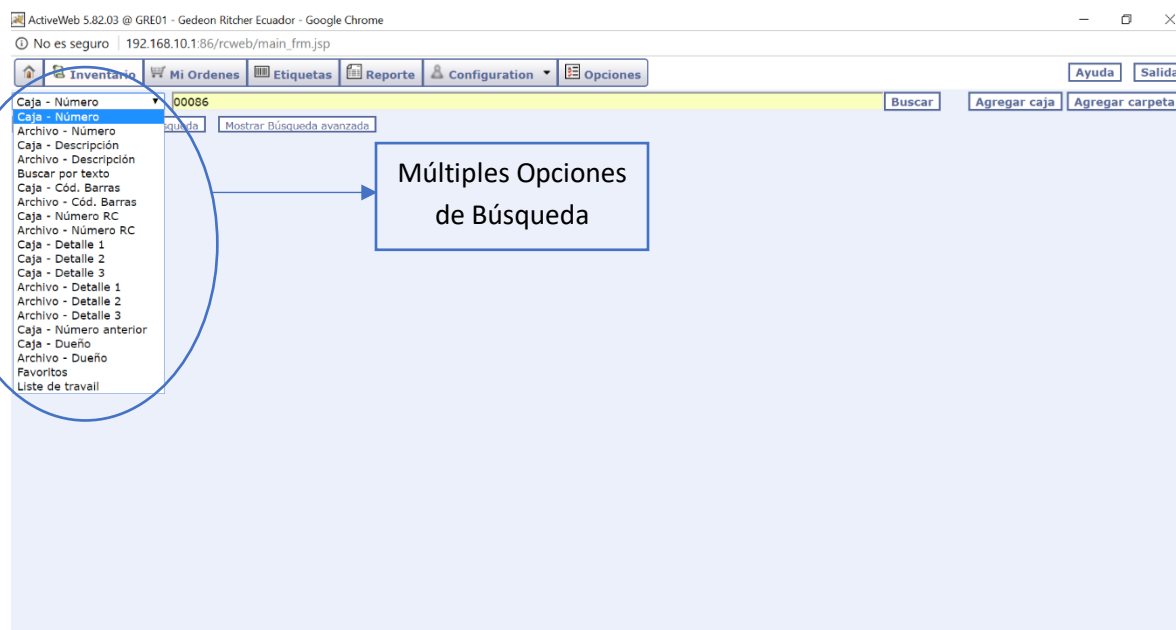 ActiveWeb 5.82.03 @ GRE01 - Gedeon Ritcher Ecuador - Google Chrome
No es seguro 192.168.10.1:86/rcweb/main_frm.jsp
Inventario Mi Ordenes Etiquetas Reporte Configuration Opciones Ayuda Salida
Caja - Número 00086 Buscar Agregar caja Agregar carpeta
Caja - Número
Mostrar Búsqueda avanzada
Archivo - Número
Caja - Descripción
Archivo - Descripción
Buscar por texto
Caja - Cód. Barras
Archivo - Cód. Barras
Caja - Número RC
Archivo - Número RC
Caja - Detalle 1
Caja - Detalle 2
Caja - Detalle 3
Archivo - Detalle 1
Archivo - Detalle 2
Archivo - Detalle 3
Caja - Número anterior
Caja - Dueño
Archivo - Dueño
Favoritos
Liste de travail
Múltiples Opciones
de Búsqueda